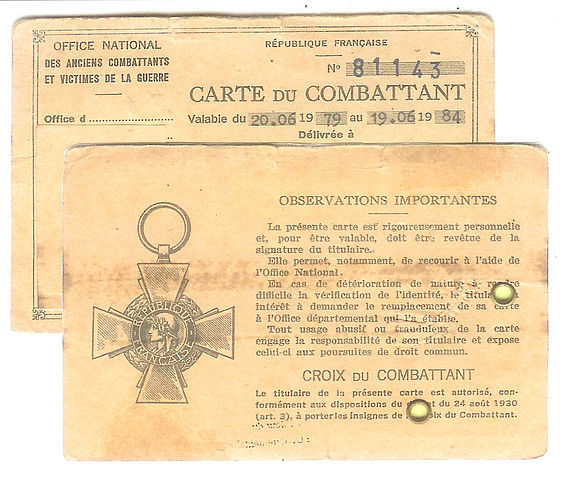 OFFICE NATIONAL
DES ANCIENS COMBATTANTS
ET VICTIMES DE LA GUERRE
Office d
RÉPUBLIQUE FRANÇAISE
N° 81143
CARTE DU COMBATTANT
Valable du 20.06 1979 au 19.06 1984
Délivrée à
RÉPUBLIQUE
FRANÇAISE
OBSERVATIONS IMPORTANTES
La présente carte est rigoureusement personnelle
et, pour être valable, doit être revêtue de la
signature du titulaire.
Elle permet, notamment, de recourir à l'aide de
l'Office National.
En cas de détérioration de nature à rendre
difficile la vérification de l'identité, le titulaire a
intérêt à demander le remplacement de sa carte
à l'Office départemental qui l'a établie.
Tout usage abusif ou frauduleux de la carte
engage la responsabilité de son titulaire et expose
celui-ci aux poursuites de droit commun.
CROIX DU COMBATTANT
Le titulaire de la présente carte est autorisé, con-
formément aux dispositions du décret du 24 août 1930
(art. 3), à porter les insignes de la Croix du Combattant.